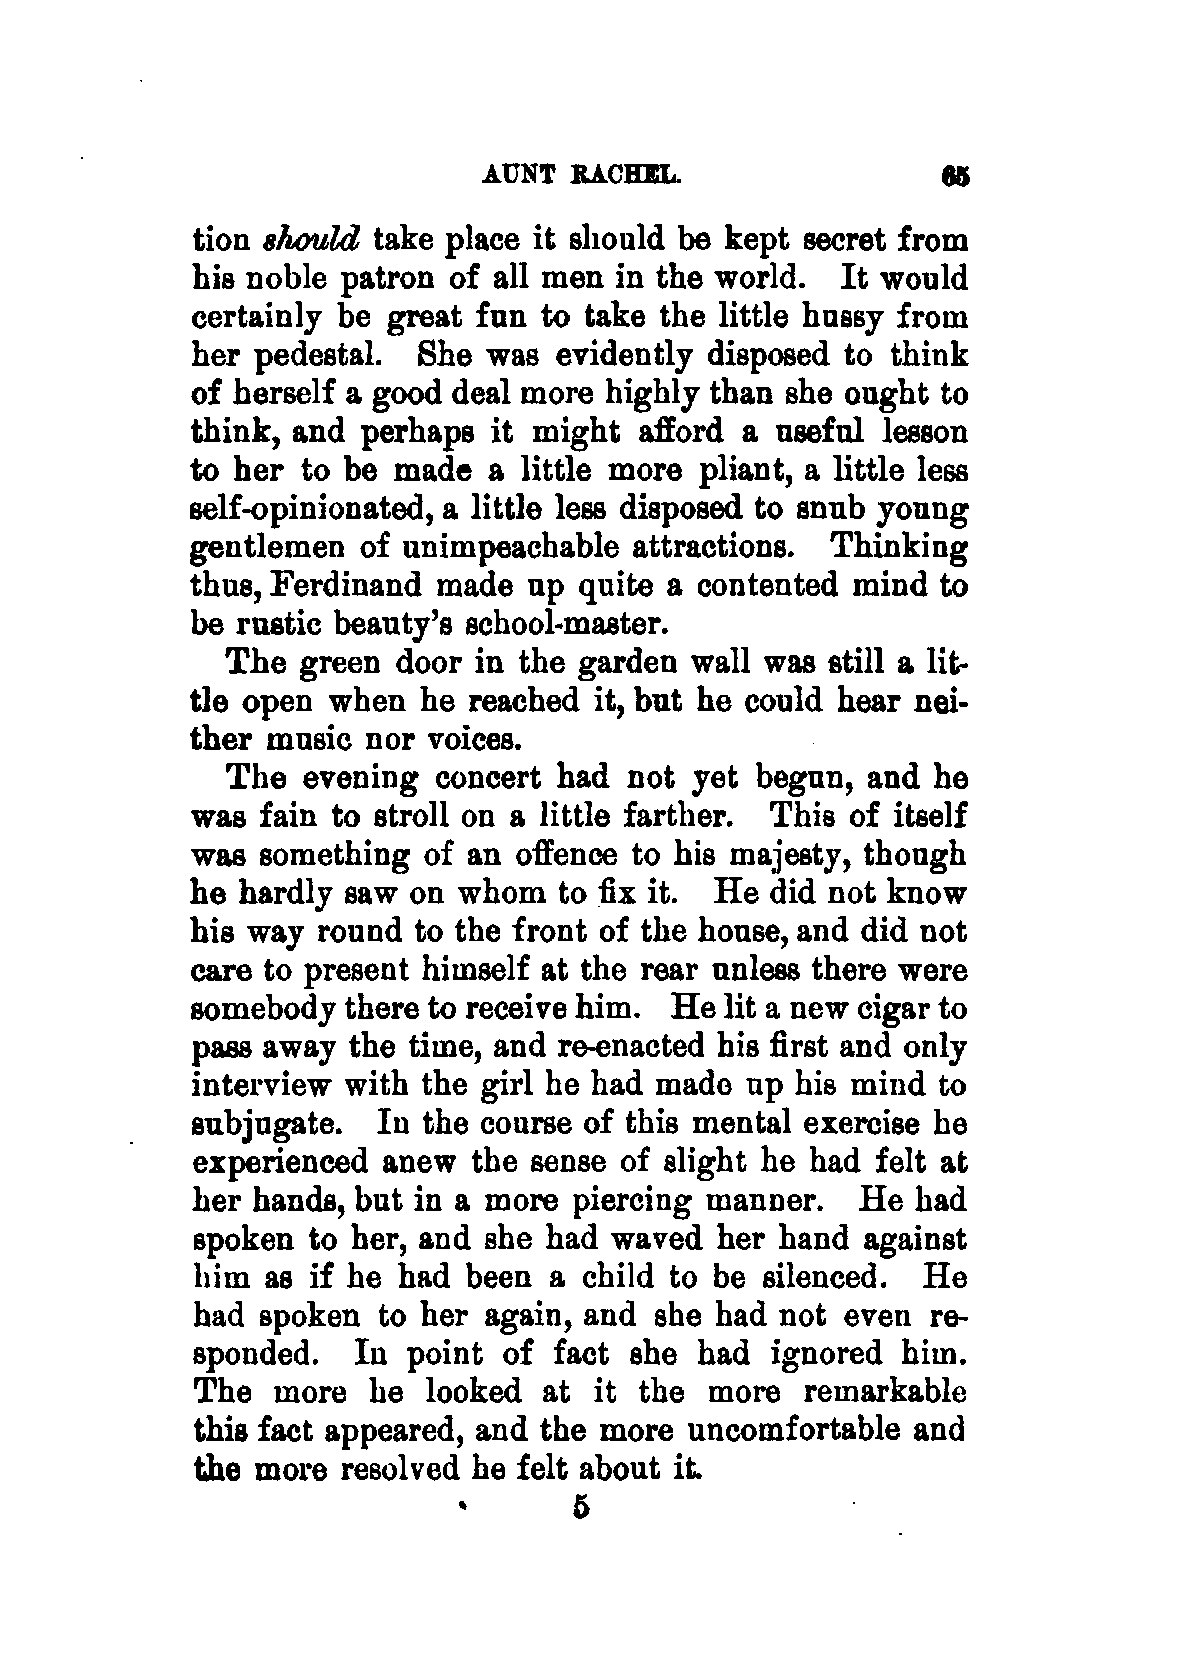 AUNT RACHEL. 65
tion should take place it should be kept secret from
his noble patron of all men in the world. It would
certainly be great fun to take the little hussy from
her pedestal. She was evidently disposed to think
of herself a good deal more highly than she ought to
think, and perhaps it might afford a useful lesson
to her to be made a little more pliant, a little less
self-opinionated, a little less disposed to snub young
gentlemen of unimpeachable attractions. Thinking
thus, Ferdinand made up quite a contented mind to
be rustic beauty's school-master.
The green door in the garden wall was still a lit-
tle open when he reached it, but he could hear nei-
ther music nor voices.
The evening concert had not yet begun, and he
was fain to stroll on a little farther. This of itself
was something of an offence to his majesty, though
he hardly saw on whom to fix it. He did not know
his way round to the front of the house, and did not
care to present himself at the rear unless there were
somebody there to receive him. He lit a new cigar to
pass away the time, and re-enacted his first and only
interview with the girl he had made up his mind to
subjugate. In the course of this mental exercise he
experienced anew the sense of slight he had felt at
her hands, but in a more piercing manner. He had
spoken to her, and she had waved her hand against
him as if he had been a child to be silenced. He
had spoken to her again, and she had not even re-
sponded. In point of fact she had ignored him.
The more he looked at it the more remarkable
this fact appeared, and the more uncomfortable and
the more resolved he felt about it.
5